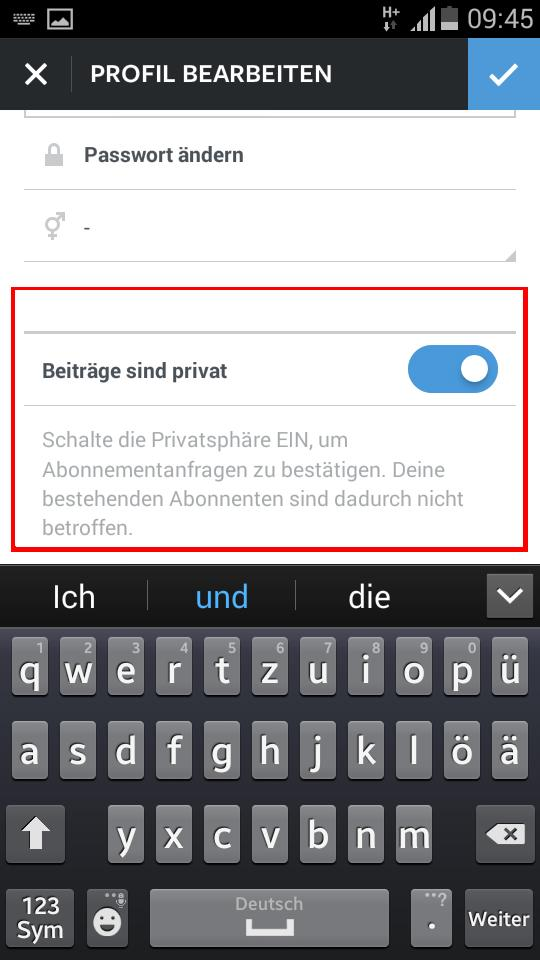 H+ 09:45
PROFIL BEARBEITEN
Passwort ändern
-
Beiträge sind privat
Schalte die Privatsphäre EIN, um
Abonnementanfragen zu bestätigen. Deine
bestehenden Abonnenten sind dadurch nicht
betroffen.
Ich und die
1 2 3 4 5 6 7 8 9 0
q w e r t z u i o p ü
a s d f g h j k l ö ä
y x c v b n m
123 Deutsch ...?
Sym . Weiter